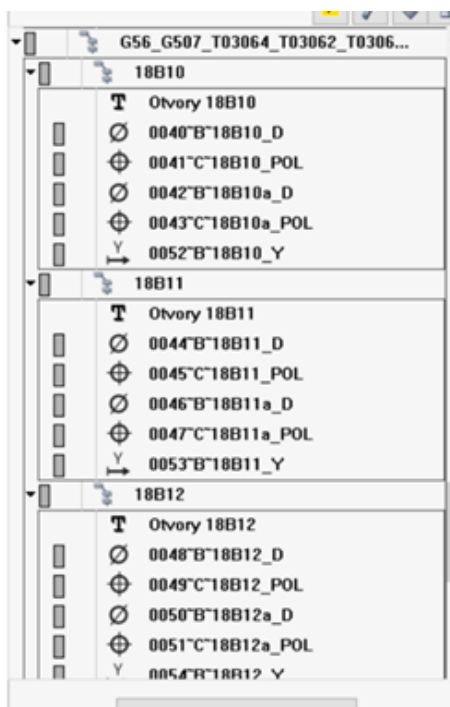 G56_G507_T03064_T03062_T0306...
18B10
Otvory 18B10
0040~B~18B10_D
0041~C~18B10_POL
0042~B~18B10a_D
0043~C~18B10a_POL
0052~B~18B10_Y
18B11
Otvory 18B11
0044~B~18B11_D
0045~C~18B11_POL
0046~B~18B11a_D
0047~C~18B11a_POL
0053~B~18B11_Y
18B12
Otvory 18B12
0048~B~18B12_D
0049~C~18B12_POL
0050~B~18B12a_D
0051~C~18B12a_POL
0054~B~18B12_Y